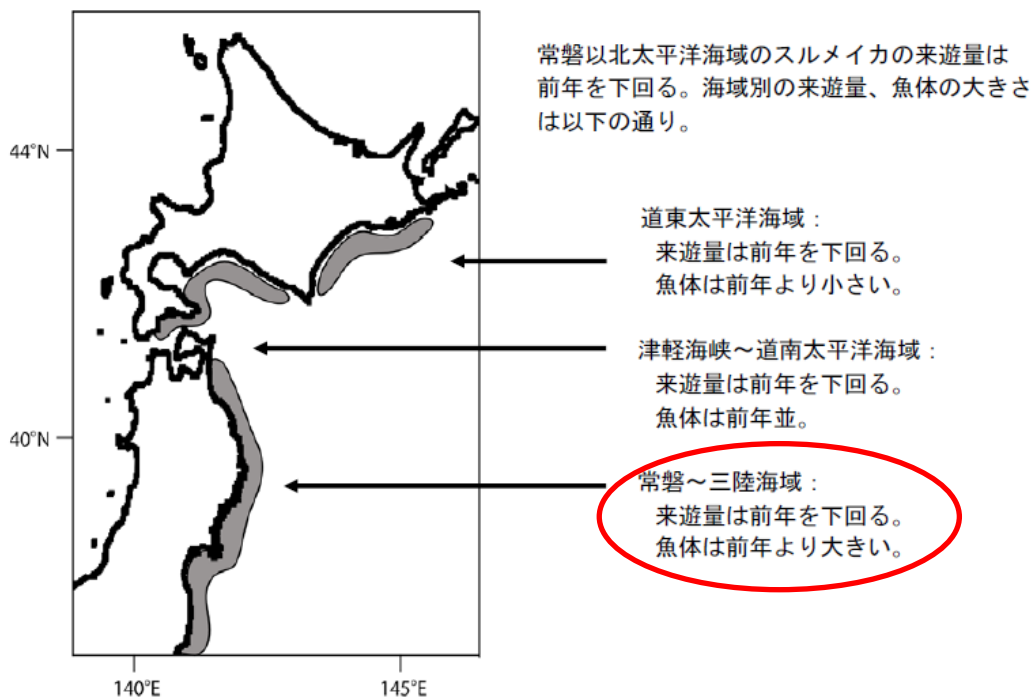 常磐以北太平洋海域のスルメイカの来遊量は
前年を下回る。海域別の来遊量、魚体の大きさ
は以下の通り。
44°N
道東太平洋海域：
来遊量は前年を下回る。
魚体は前年より小さい。
津軽海峡～道南太平洋海域：
来遊量は前年を下回る。
魚体は前年並。
40°N
常磐～三陸海域：
来遊量は前年を下回る。
魚体は前年より大きい。
140°E
145°E